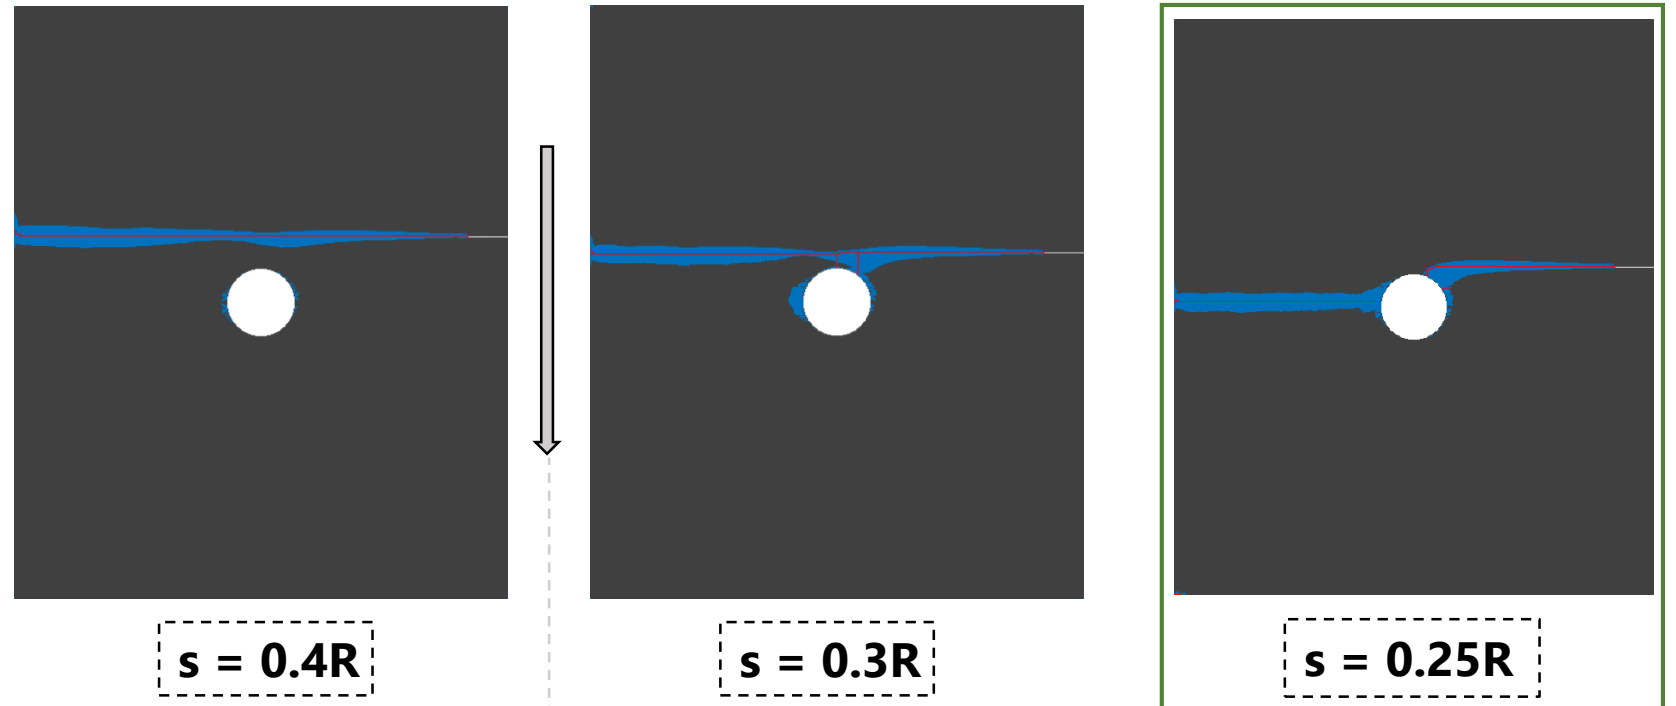 s = 0.4R
s = 0.3R
s = 0.25R